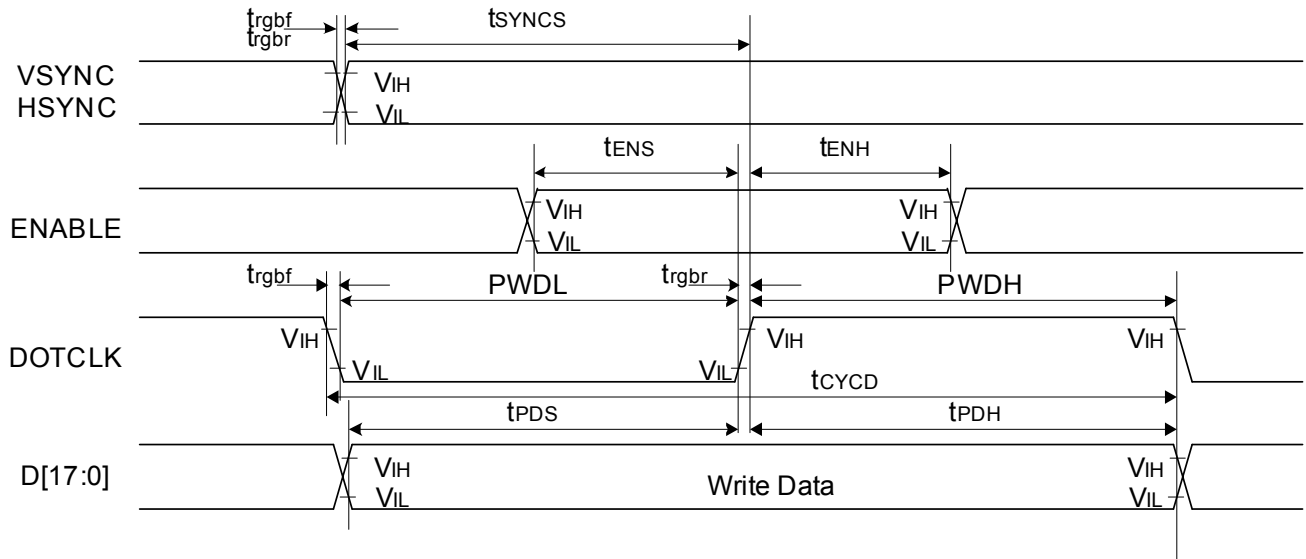 trgbf
trgbr
tSYNCS
VSYNC
HSYNC
VIH
VIL
tENS
tENH
ENABLE
VIH
VIL
VIH
VIL
trgbf
PWDL
trgbr
PWDH
DOTCLK
VIH
VIL
VIL
VIH
VIH
tCYCD
tPDS
tPDH
D[17:0]
VIH
VIL
Write Data
VIH
VIL